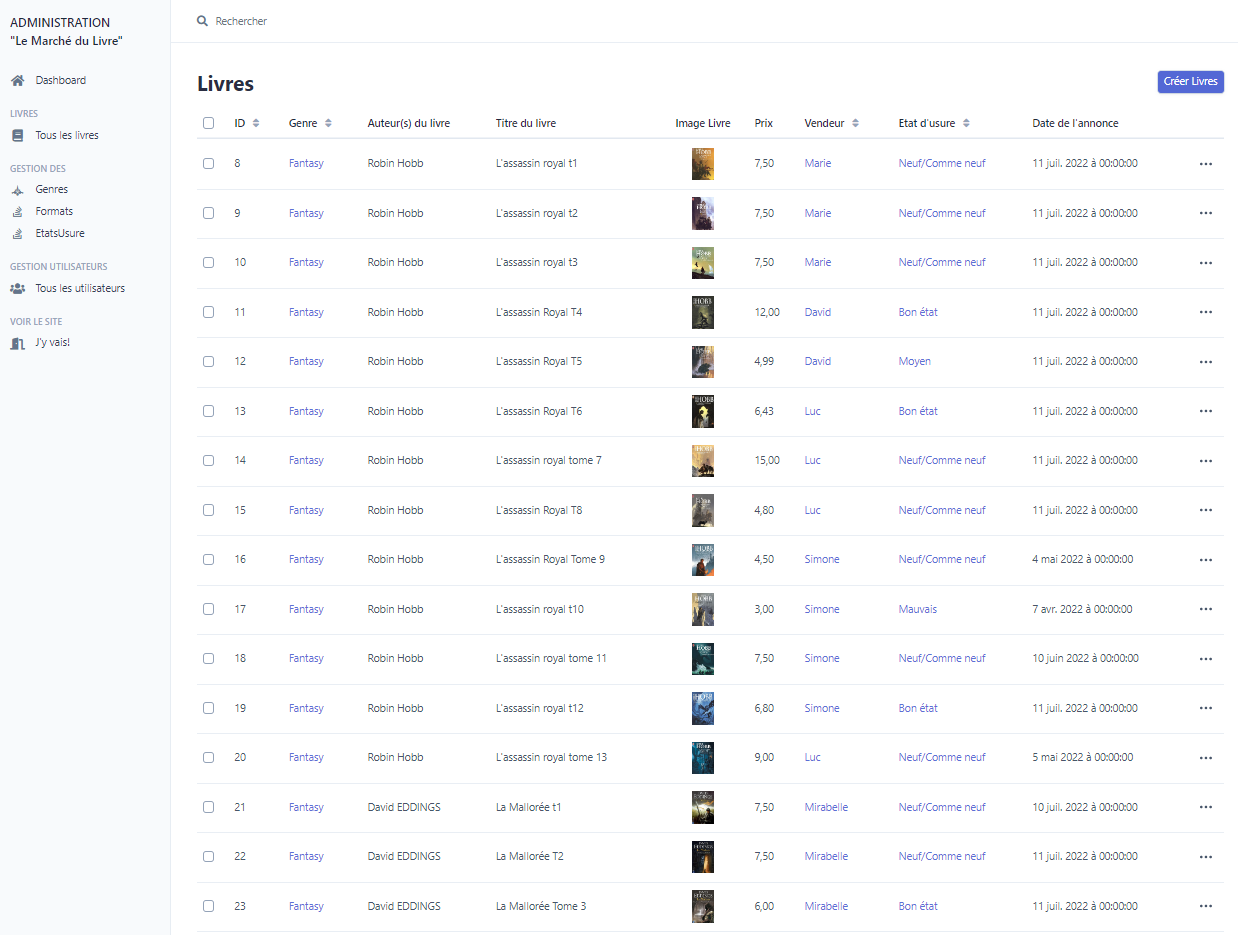 ADMINISTRATION
"Le Marché du Livre"
Dashboard
LIVRES
Tous les livres
GESTION DES
Genres
Formats
EtatsUsure
GESTION UTILISATEURS
Tous les utilisateurs
VOIR LE SITE
J'y vais!
Rechercher
Livres
Créer Livres
ID Genre Auteur(s) du livre Titre du livre Image Livre Prix Vendeur Etat d'usure Date de l'annonce
8 Fantasy Robin Hobb L'assassin royal t1 7,50 Marie Neuf/Comme neuf 11 juil. 2022 à 00:00:00
9 Fantasy Robin Hobb L'assassin royal t2 7,50 Marie Neuf/Comme neuf 11 juil. 2022 à 00:00:00
10 Fantasy Robin Hobb L'assassin royal t3 7,50 Marie Neuf/Comme neuf 11 juil. 2022 à 00:00:00
11 Fantasy Robin Hobb L'assassin Royal T4 12,00 David Bon état 11 juil. 2022 à 00:00:00
12 Fantasy Robin Hobb L'assassin Royal T5 4,99 David Moyen 11 juil. 2022 à 00:00:00
13 Fantasy Robin Hobb L'assassin Royal T6 6,43 Luc Bon état 11 juil. 2022 à 00:00:00
14 Fantasy Robin Hobb L'assassin royal tome 7 15,00 Luc Neuf/Comme neuf 11 juil. 2022 à 00:00:00
15 Fantasy Robin Hobb L'assassin Royal T8 4,80 Luc Neuf/Comme neuf 11 juil. 2022 à 00:00:00
16 Fantasy Robin Hobb L'assassin Royal Tome 9 4,50 Simone Neuf/Comme neuf 4 mai 2022 à 00:00:00
17 Fantasy Robin Hobb L'assassin royal t10 3,00 Simone Mauvais 7 avr. 2022 à 00:00:00
18 Fantasy Robin Hobb L'assassin royal tome 11 7,50 Simone Neuf/Comme neuf 10 juin 2022 à 00:00:00
19 Fantasy Robin Hobb L'assassin royal t12 6,80 Simone Bon état 11 juil. 2022 à 00:00:00
20 Fantasy Robin Hobb L'assassin royal tome 13 9,00 Luc Neuf/Comme neuf 5 mai 2022 à 00:00:00
21 Fantasy David EDDINGS La Mallorée t1 7,50 Mirabelle Neuf/Comme neuf 10 juil. 2022 à 00:00:00
22 Fantasy David EDDINGS La Mallorée T2 7,50 Mirabelle Neuf/Comme neuf 11 juil. 2022 à 00:00:00
23 Fantasy David EDDINGS La Mallorée Tome 3 6,00 Mirabelle Bon état 11 juil. 2022 à 00:00:00